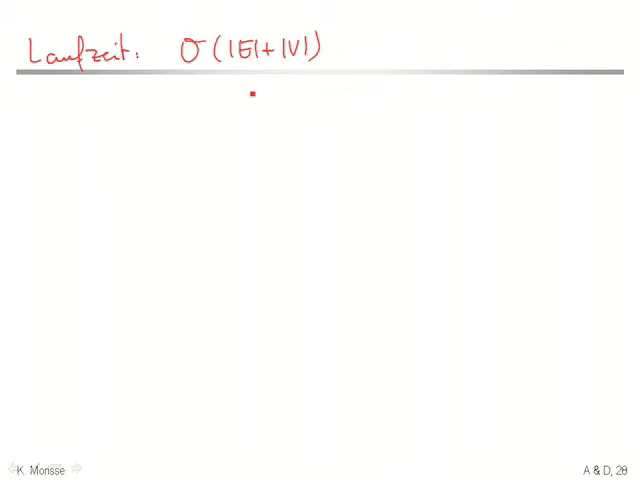 Laufzeit: O(|E|+|V|)
K. Morisse
A & D, 28